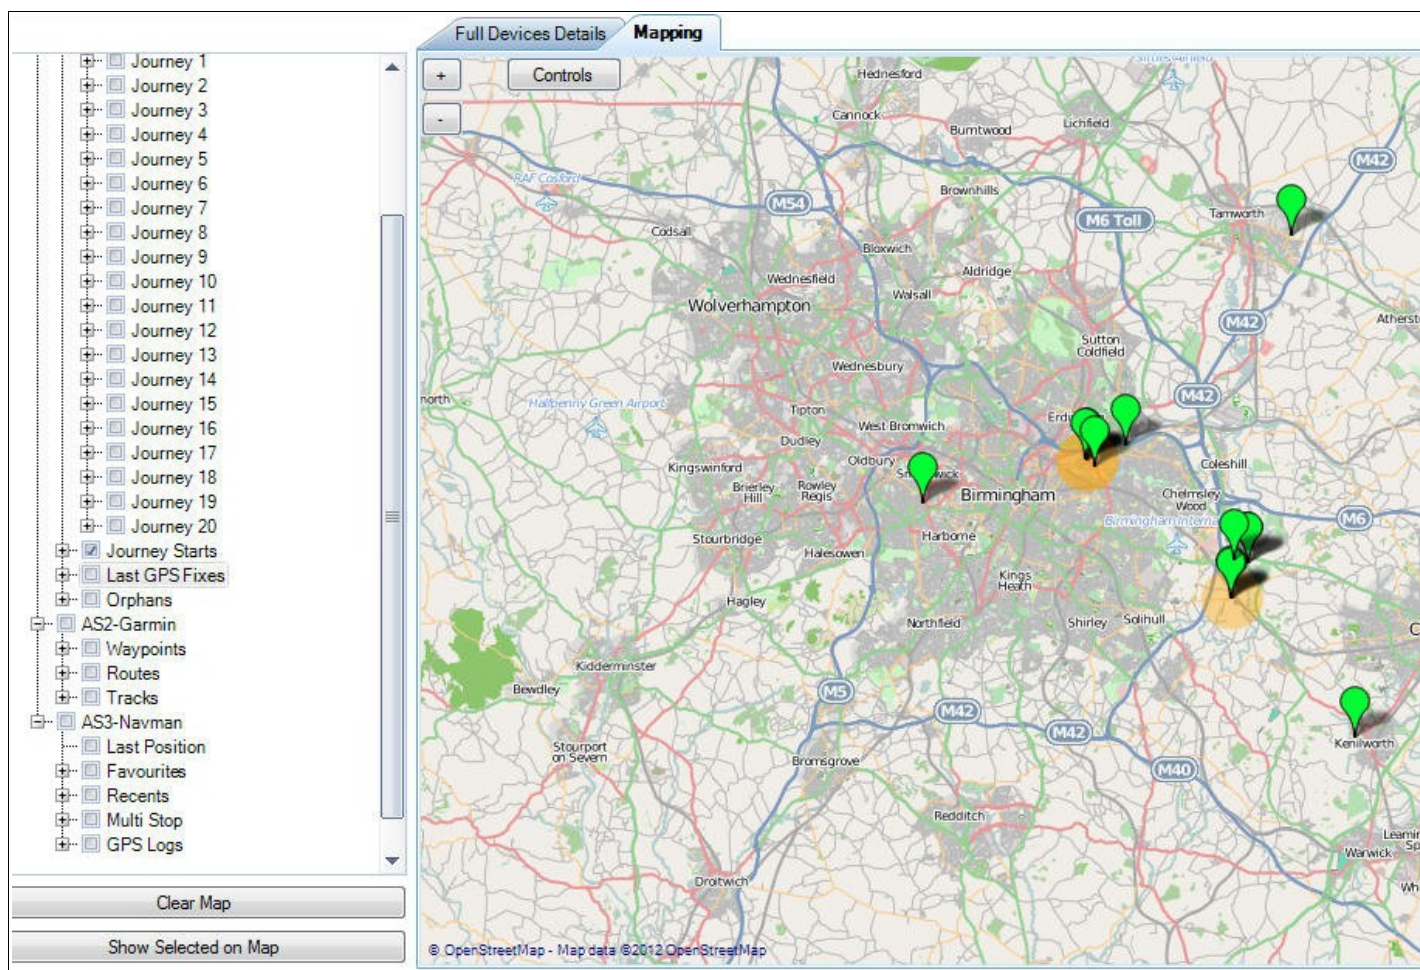 Full Devices Details
Mapping
Journey 1
Journey 2
Journey 3
Journey 4
Journey 5
Journey 6
Journey 7
Journey 8
Journey 9
Journey 10
Journey 11
Journey 12
Journey 13
Journey 14
Journey 15
Journey 16
Journey 17
Journey 18
Journey 19
Journey 20
Journey Starts
Last GPS Fixes
Orphans
AS2-Garmin
Waypoints
Routes
Tracks
AS3-Navman
Last Position
Favourites
Recents
Multi Stop
GPS Logs
Clear Map
Show Selected on Map
+
Controls
-
Hednesford
Cannock
Burntwood
Lichfield
M42
RAF Cosford
Brownhills
M54
M6 Toll
Tamworth
Codsall
Bloxwich
Wednesfield
Aldridge
Walsall
Wolverhampton
M42
Atherst
Sutton
Coldfield
Wednesbury
M42
north
Halfpenny Green Airport
Tipton
West Bromwich
Dudley
Oldbury
Kingswinford
Coleshill
Brierley
Hill
Rowley
Regis
Birmingham
Chelmsley
Wood
M6
Stourbridge
Halesowen
Harborne
Kings
Heath
Hagley
Northfield
Shirley
Solihull
C
Kidderminster
Bewdley
M5
M42
M42
Stourport
on Severn
Bromsgrove
M40
Kenilworth
Redditch
Leamin
Sp
Warwick
Wh
Droitwich
© OpenStreetMap - Map data ©2012 OpenStreetMap